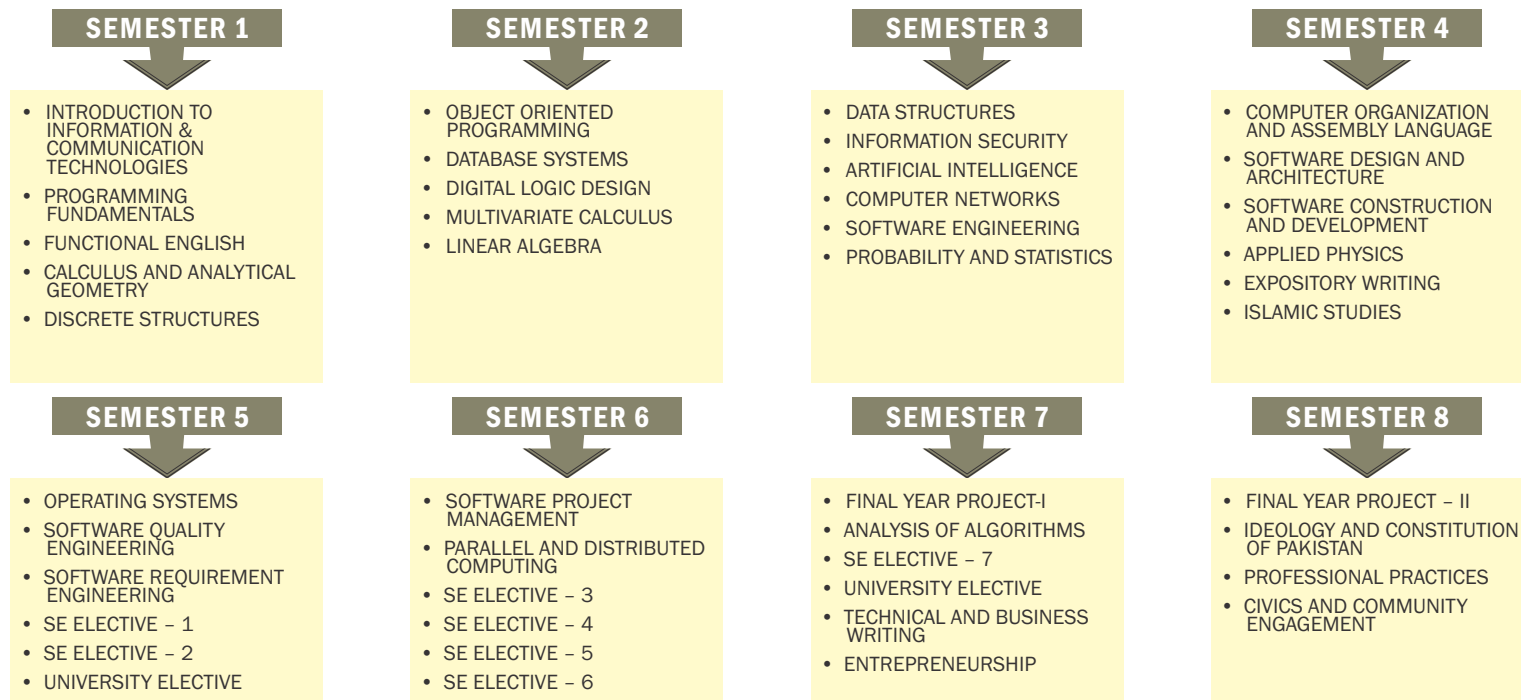 SEMESTER 1
• INTRODUCTION TO
INFORMATION &
COMMUNICATION
TECHNOLOGIES
• PROGRAMMING
FUNDAMENTALS
• FUNCTIONAL ENGLISH
• CALCULUS AND ANALYTICAL
GEOMETRY
• DISCRETE STRUCTURES
SEMESTER 2
• OBJECT ORIENTED
PROGRAMMING
• DATABASE SYSTEMS
• DIGITAL LOGIC DESIGN
• MULTIVARIATE CALCULUS
• LINEAR ALGEBRA
SEMESTER 3
• DATA STRUCTURES
• INFORMATION SECURITY
• ARTIFICIAL INTELLIGENCE
• COMPUTER NETWORKS
• SOFTWARE ENGINEERING
• PROBABILITY AND STATISTICS
SEMESTER 4
• COMPUTER ORGANIZATION
AND ASSEMBLY LANGUAGE
• SOFTWARE DESIGN AND
ARCHITECTURE
• SOFTWARE CONSTRUCTION
AND DEVELOPMENT
• APPLIED PHYSICS
• EXPOSITORY WRITING
• ISLAMIC STUDIES
SEMESTER 5
• OPERATING SYSTEMS
• SOFTWARE QUALITY
ENGINEERING
• SOFTWARE REQUIREMENT
ENGINEERING
• SE ELECTIVE – 1
• SE ELECTIVE – 2
• UNIVERSITY ELECTIVE
SEMESTER 6
• SOFTWARE PROJECT
MANAGEMENT
• PARALLEL AND DISTRIBUTED
COMPUTING
• SE ELECTIVE – 3
• SE ELECTIVE – 4
• SE ELECTIVE – 5
• SE ELECTIVE – 6
SEMESTER 7
• FINAL YEAR PROJECT-I
• ANALYSIS OF ALGORITHMS
• SE ELECTIVE – 7
• UNIVERSITY ELECTIVE
• TECHNICAL AND BUSINESS
WRITING
• ENTREPRENEURSHIP
SEMESTER 8
• FINAL YEAR PROJECT – II
• IDEOLOGY AND CONSTITUTION
OF PAKISTAN
• PROFESSIONAL PRACTICES
• CIVICS AND COMMUNITY
ENGAGEMENT